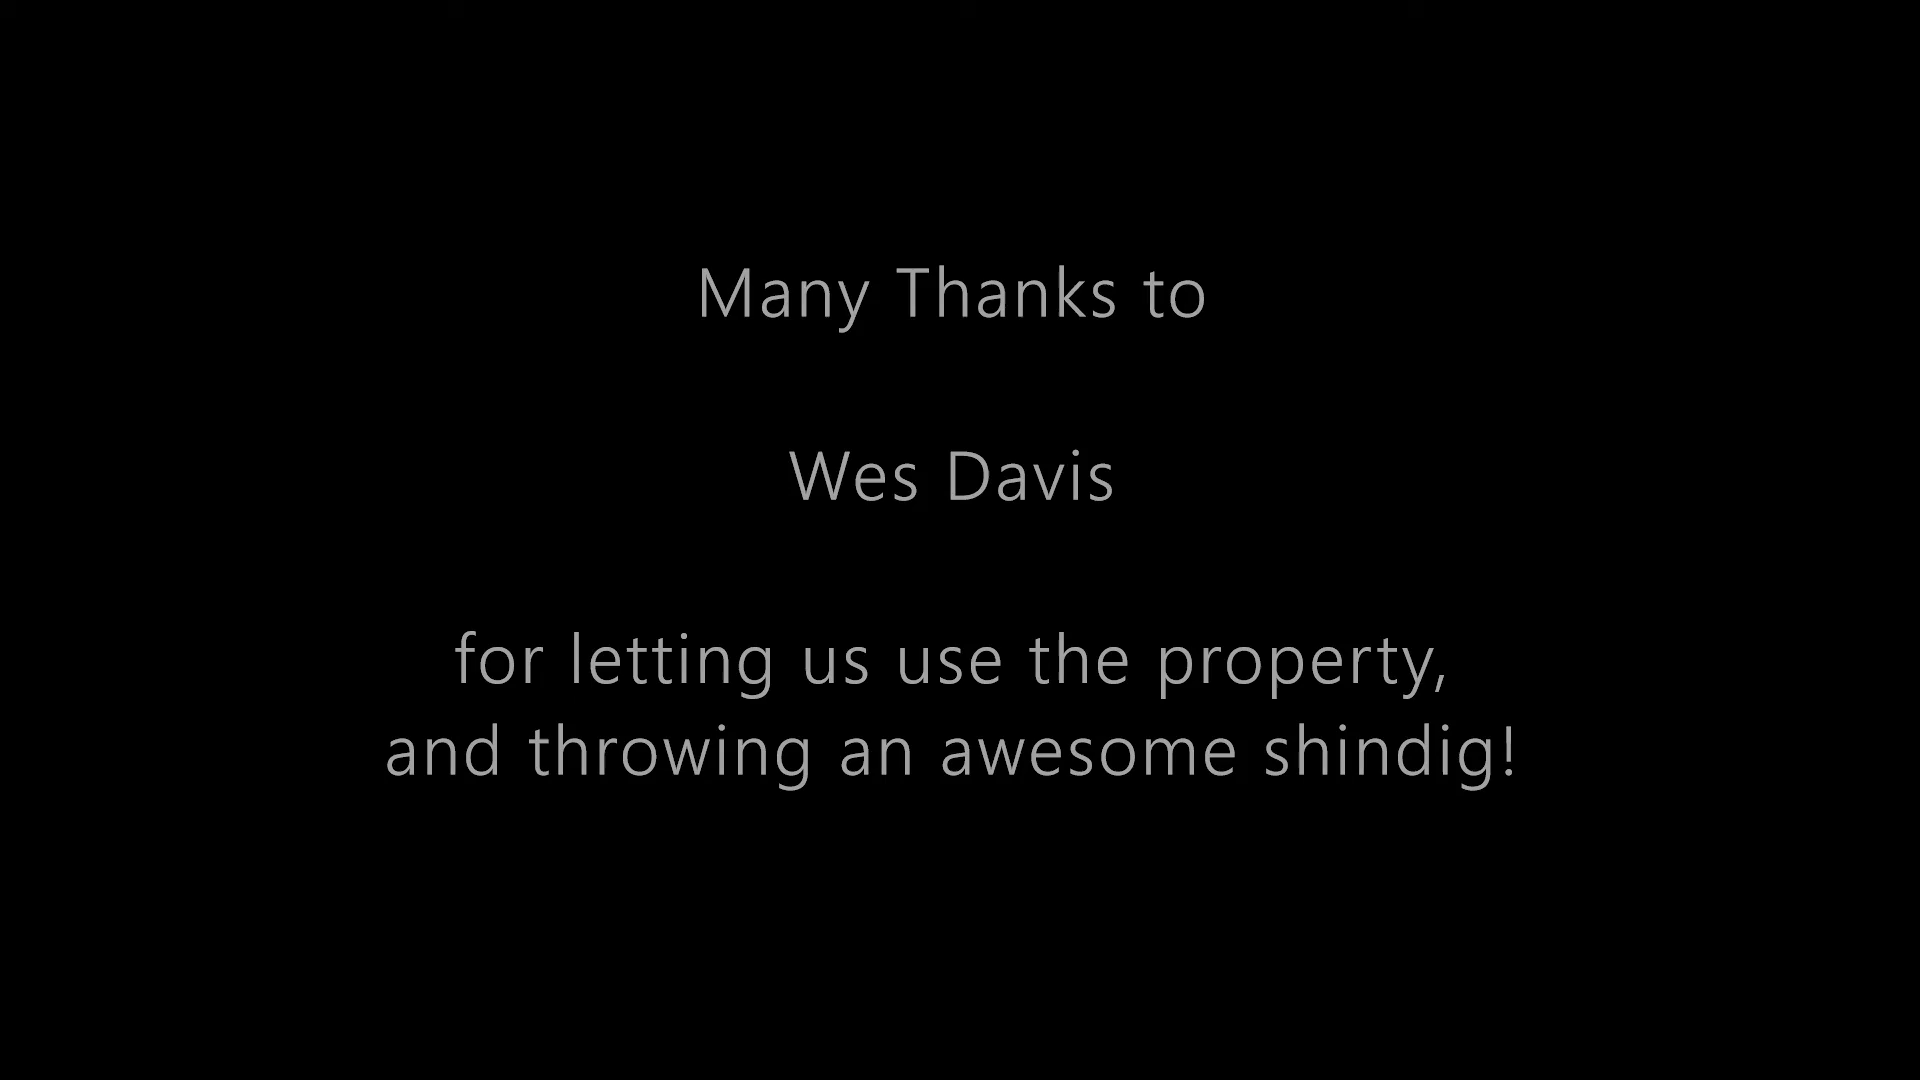 Many Thanks to
Wes Davis
for letting us use the property,
and throwing an awesome shindig!